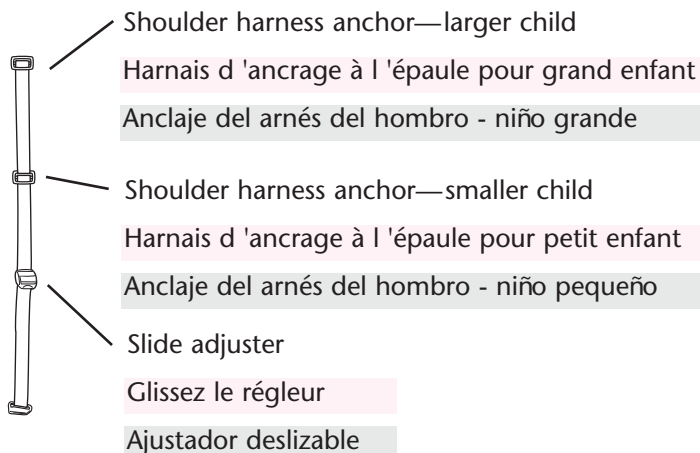 Shoulder harness anchor—larger child
Harnais d 'ancrage à l 'épaule pour grand enfant
Anclaje del arnés del hombro - niño grande
Shoulder harness anchor—smaller child
Harnais d 'ancrage à l 'épaule pour petit enfant
Anclaje del arnés del hombro - niño pequeño
Slide adjuster
Glissez le régleur
Ajustador deslizable